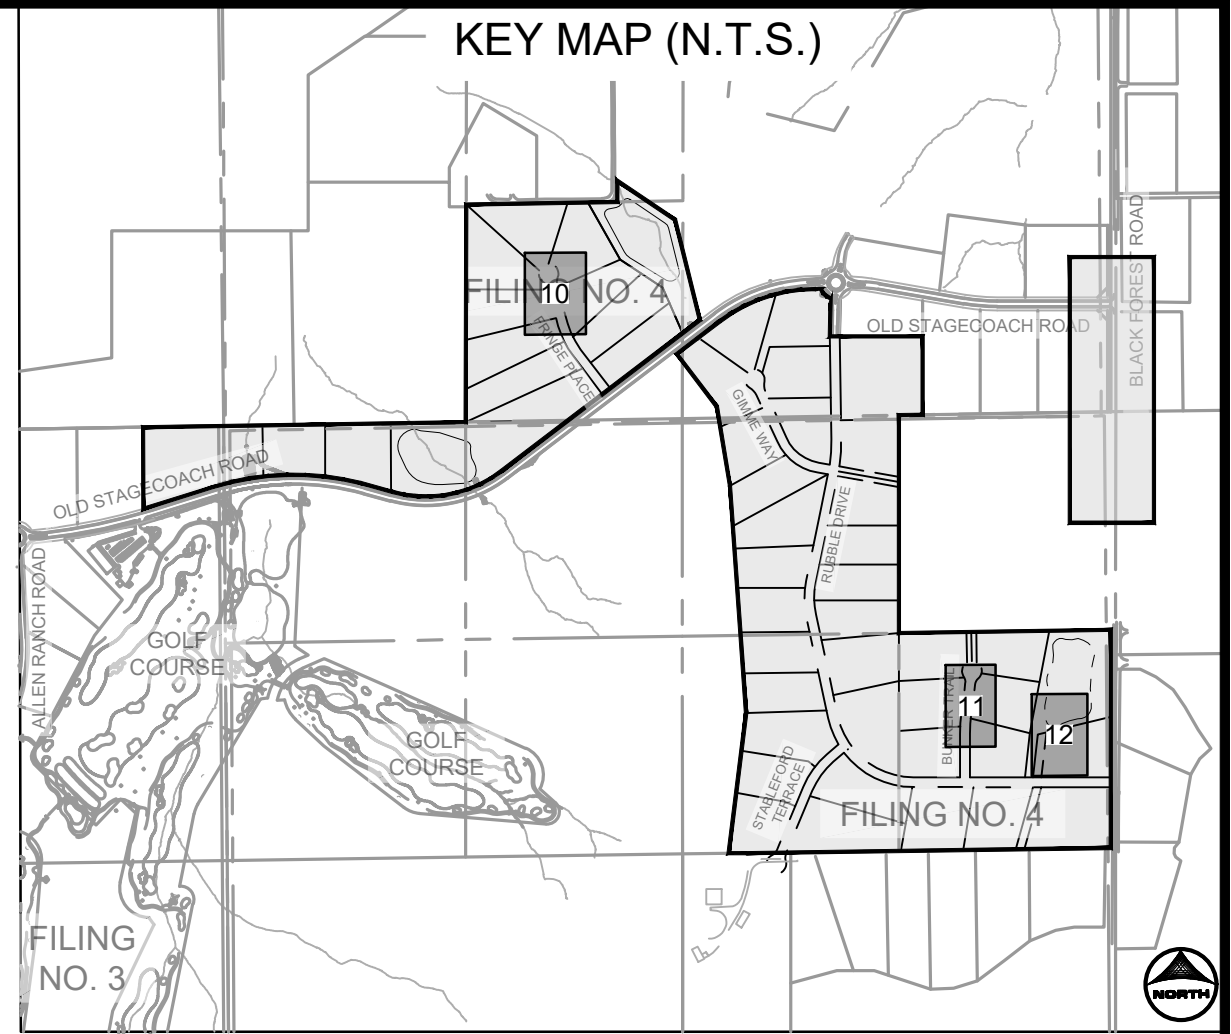 KEY MAP (N.T.S.)
BLACK FOREST ROAD
FILING NO. 4
10
FRINGE PLACE
OLD STAGECOACH ROAD
GIMME WAY
OLD STAGECOACH ROAD
RUBBLE DRIVE
ALLEN RANCH ROAD
GOLF
COURSE
BUNKER TRAIL
11
12
GOLF
COURSE
STABLEFORD
TERRACE
FILING NO. 4
FILING
NO. 3
NORTH